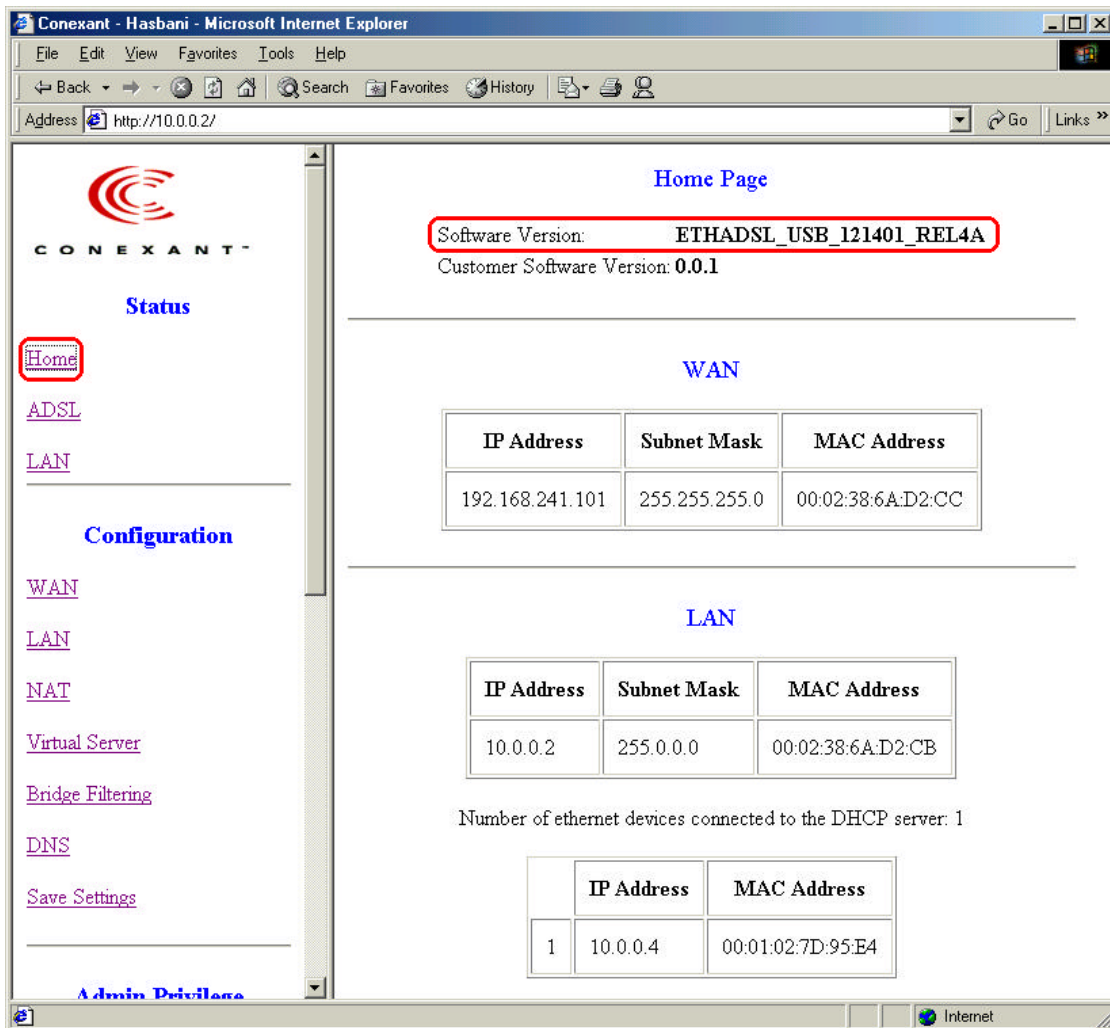 Conexant - Hasbani - Microsoft Internet Explorer
File Edit View Favorites Tools Help
Back Search Favorites History
Address http://10.0.0.2/ Go Links »
CONEXANT™
Status
Home
ADSL
LAN
Configuration
WAN
LAN
NAT
Virtual Server
Bridge Filtering
DNS
Save Settings
Admin Privilege
Home Page
Software Version: ETHADSL_USB_121401_REL4A
Customer Software Version: 0.0.1
WAN
IP Address Subnet Mask MAC Address
192.168.241.101 255.255.255.0 00:02:38:6A:D2:CC
LAN
IP Address Subnet Mask MAC Address
10.0.0.2 255.0.0.0 00:02:38:6A:D2:CB
Number of ethernet devices connected to the DHCP server: 1
IP Address MAC Address
1 10.0.0.4 00:01:02:7D:95:E4
Internet